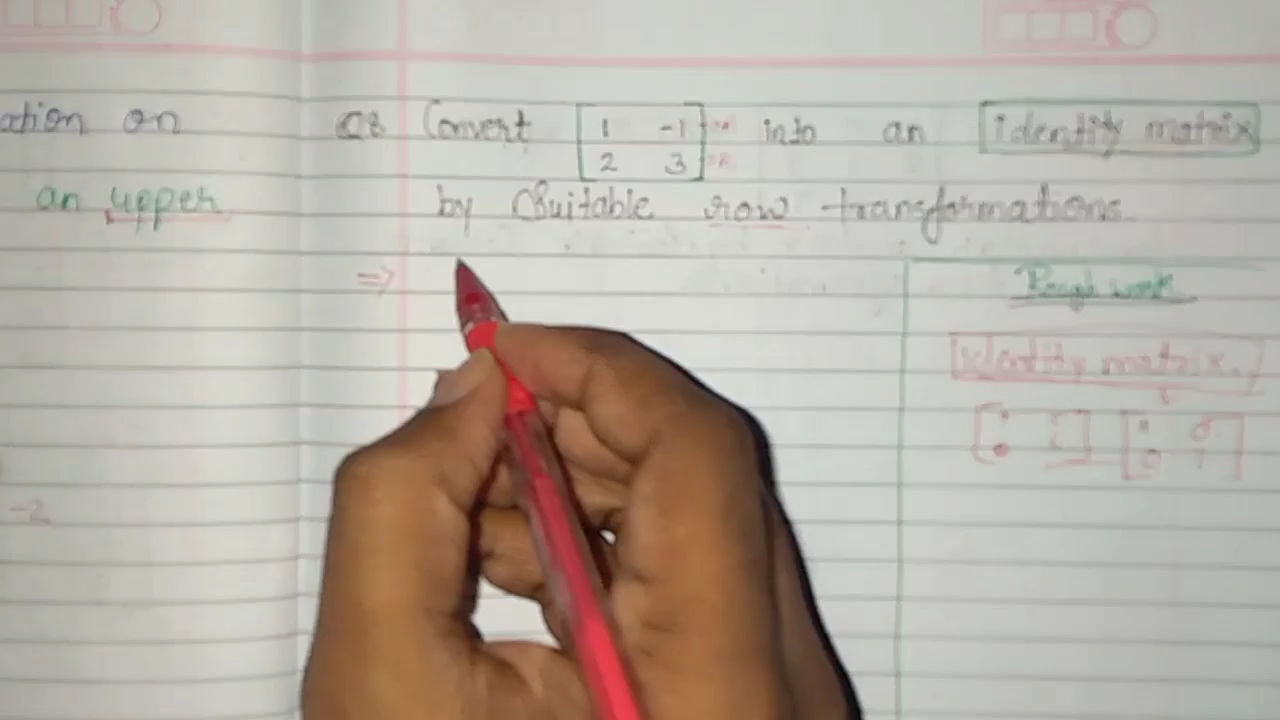 ation on
an upper
-2
Convert [1 -1 into an identity matrix
2 3]
by Suitable row transformations.
⇒
Rough work
Identity matrix.